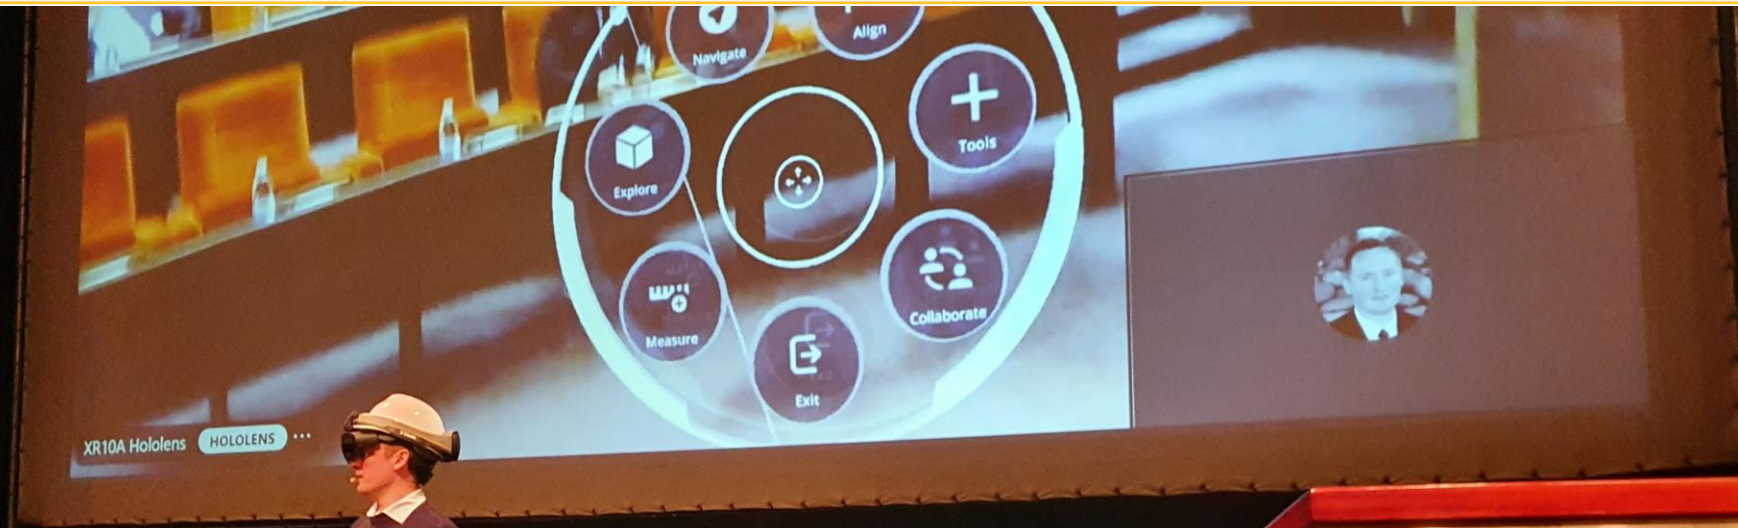 Navigate
Align
Tools
Explore
Collaborate
Measure
Exit
XR10A Hololens
HOLOLENS